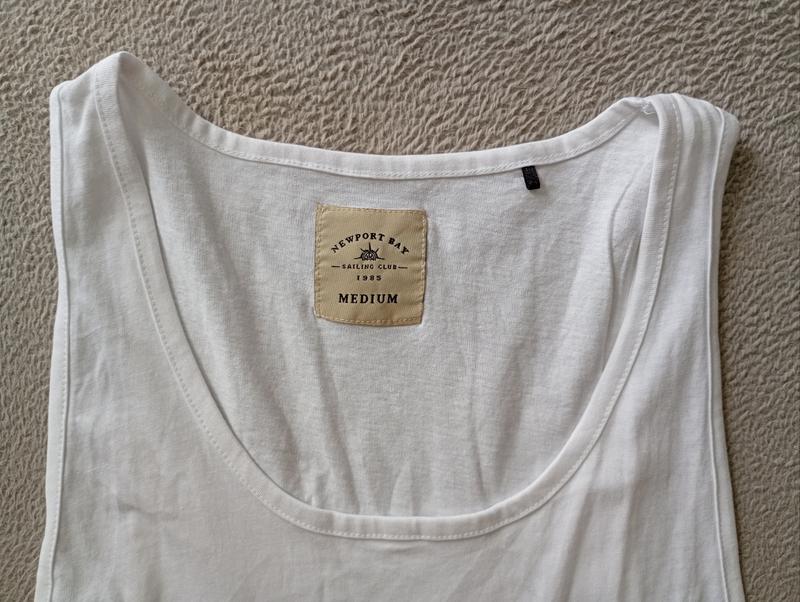 NEWPORT BAY
SAILING CLUB
1985
MEDIUM